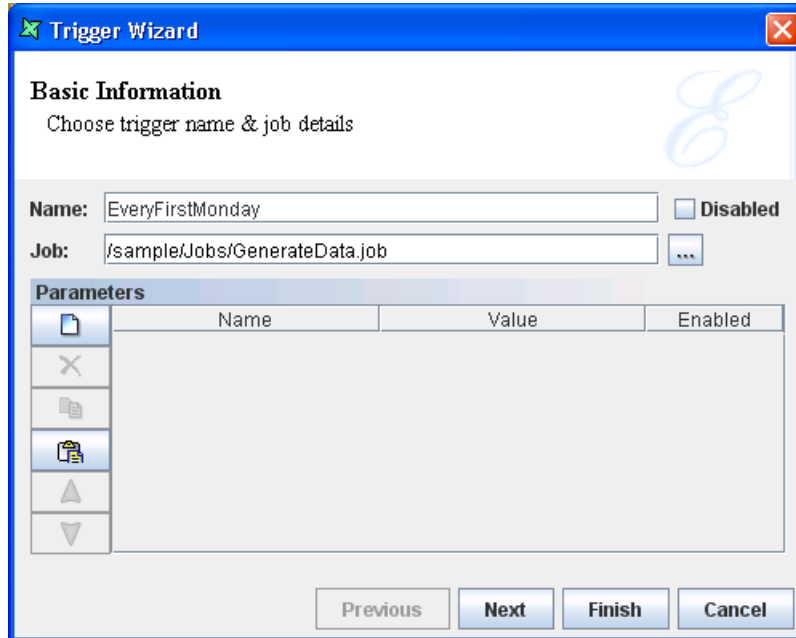 Trigger Wizard
Basic Information
Choose trigger name & job details
Name: EveryFirstMonday Disabled
Job: /sample/Jobs/GenerateData.job ...
Parameters
Name Value Enabled
Previous Next Finish Cancel